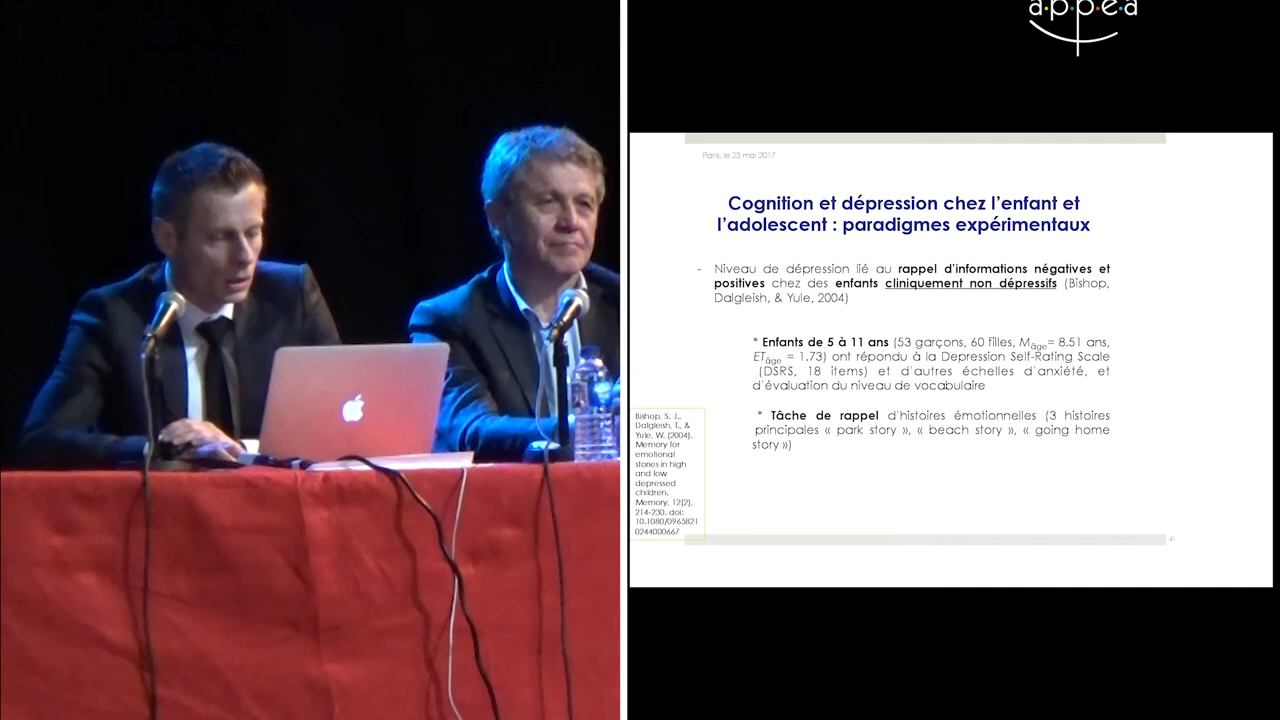 a·p·p·e·a
Paris, le 23 mai 2017
Cognition et dépression chez l'enfant et
l'adolescent : paradigmes expérimentaux
- Niveau de dépression lié au rappel d'informations négatives et
positives chez des enfants cliniquement non dépressifs (Bishop,
Dalgleish, & Yule, 2004)
* Enfants de 5 à 11 ans (53 garçons, 60 filles, Mâge= 8.51 ans,
ETâge = 1.73) ont répondu à la Depression Self-Rating Scale
(DSRS, 18 items) et d'autres échelles d'anxiété, et
d'évaluation du niveau de vocabulaire
* Tâche de rappel d'histoires émotionnelles (3 histoires
principales « park story », « beach story », « going home
story »)
Bishop, S. J.,
Dalgleish, T., &
Yule, W. (2004).
Memory for
emotional
stories in high
and low
depressed
children.
Memory, 12(2),
214-230. doi:
10.1080/0965821
0244000667
41